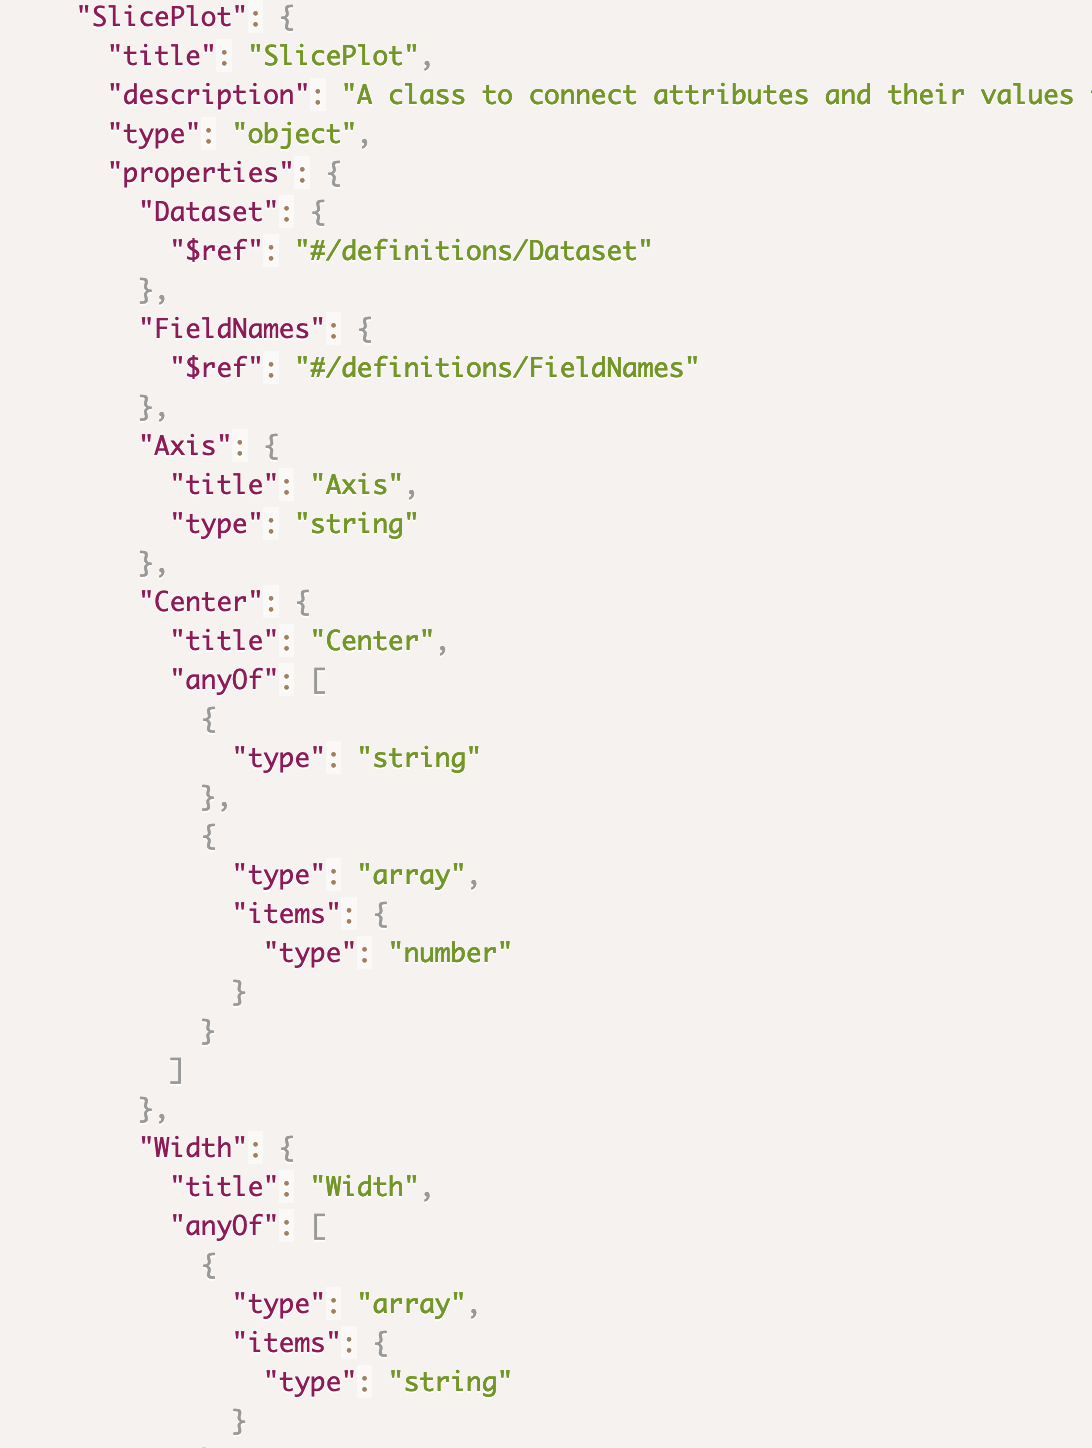 "SlicePlot": {
"title": "SlicePlot",
"description": "A class to connect attributes and their values
"type": "object",
"properties": {
"Dataset": {
"$ref": "#/definitions/Dataset"
},
"FieldNames": {
"$ref": "#/definitions/FieldNames"
},
"Axis": {
"title": "Axis",
"type": "string"
},
"Center": {
"title": "Center",
"anyOf": [
{
"type": "string"
},
{
"type": "array",
"items": {
"type": "number"
}
}
]
},
"Width": {
"title": "Width",
"anyOf": [
{
"type": "array",
"items": {
"type": "string"
}